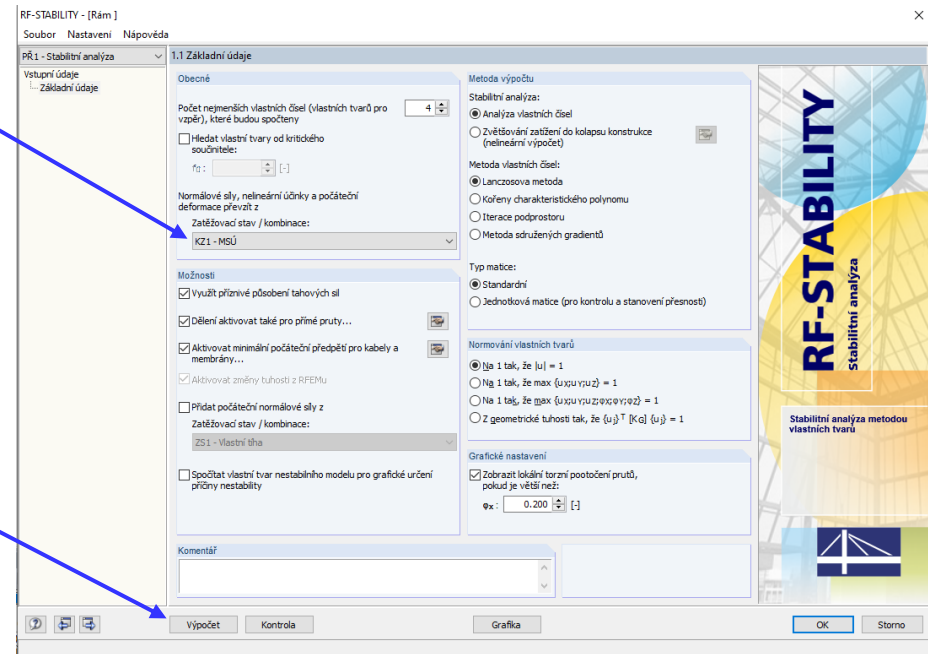 RF-STABILITY - [Rám ]
Soubor Nastavení Nápověda
PŘ1 - Stabilitní analýza
1.1 Základní údaje
Vstupní údaje
Základní údaje
Obecné
Počet nejmenších vlastních čísel (vlastních tvarů pro
vzpěr), které budou spočteny
4
Hledat vlastní tvary od kritického
součinitele:
[-]
Normálové síly, nelineární účinky a počáteční
deformace převzít z
Zatěžovací stav / kombinace:
KZ1 - MSÚ
Možnosti
Využít příznivé působení tahových sil
Dělení aktivovat také pro přímé pruty...
Aktivovat minimální počáteční předpětí pro kabely a
membrány...
Aktivovat změny tuhosti z RFEMu
Přidat počáteční normálové síly z
Zatěžovací stav / kombinace:
ZS1 - Vlastní tíha
Spočítat vlastní tvar nestabilního modelu pro grafické určení
příčiny nestability
Metoda výpočtu
Stabilitní analýza:
Analýza vlastních čísel
Zvětšování zatížení do kolapsu konstrukce
(nelineární výpočet)
Metoda vlastních čísel:
Lanczosova metoda
Kořeny charakteristického polynomu
Iterace podprostoru
Metoda sdružených gradientů
Typ matice:
Standardní
Jednotková matice (pro kontrolu a stanovení přesnosti)
Normování vlastních tvarů
Na 1 tak, že |u| = 1
Na 1 tak, že max {ux;uY;uz} = 1
Na 1 tak, že max {ux;uY;uz;φx;φY;φz} = 1
Z geometrické tuhosti tak, že {uj}ᵀ [KG] {uj} = 1
Grafické nastavení
Zobrazit lokální torzní pootočení prutů,
pokud je větší než:
φx : 0.200 [-]
Komentář
RF-STABILITY
Stabilitní analýza
Stabilitní analýza metodou
vlastních tvarů
Výpočet Kontrola Grafika OK Storno